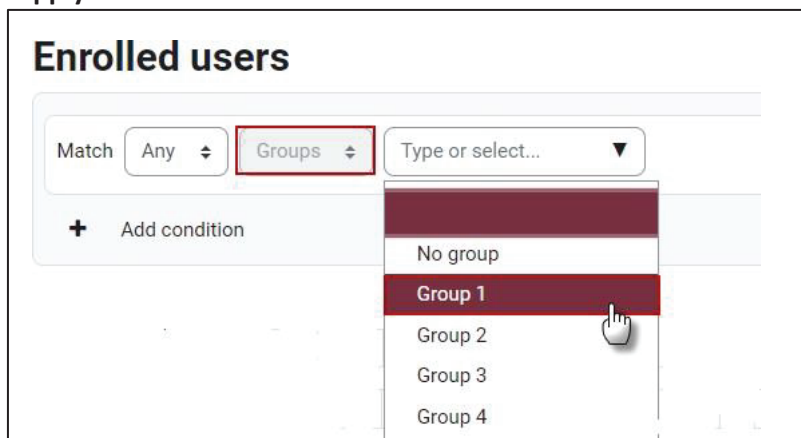 Enrolled users
Match Any Groups Type or select...
Add condition
No group
Group 1
Group 2
Group 3
Group 4